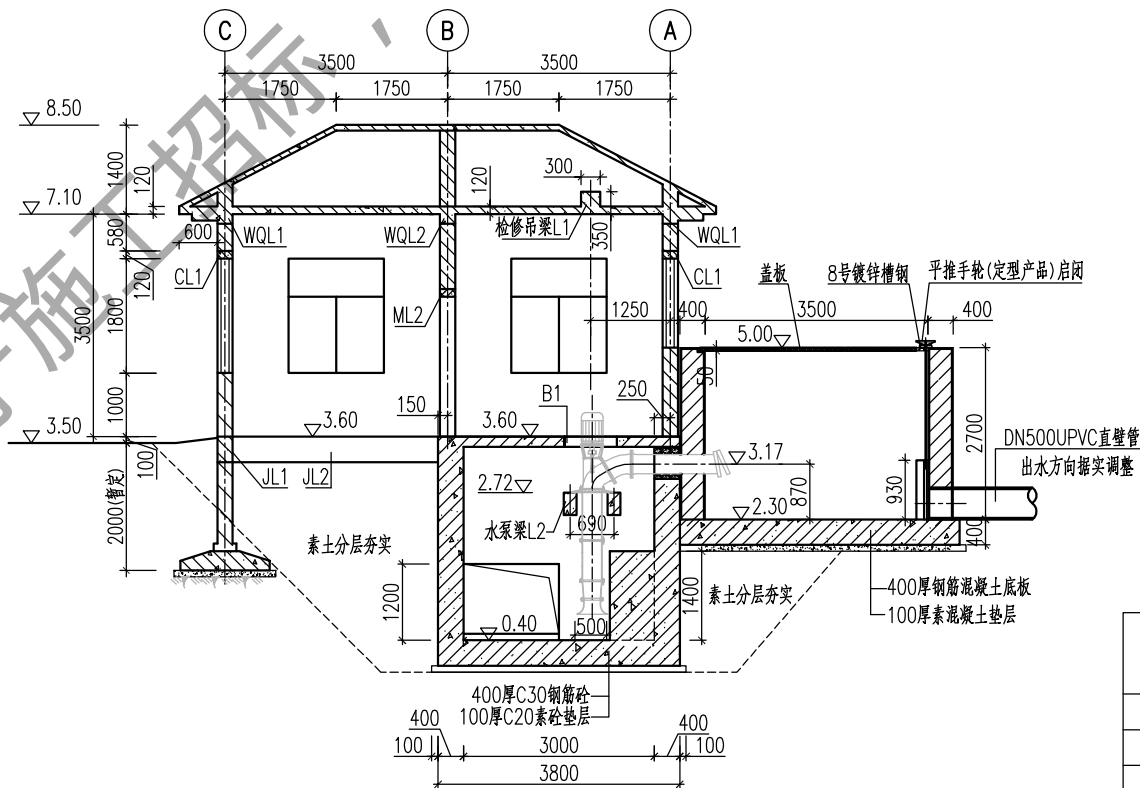 C
B
A
3500
3500
1750
1750
1750
1750
8.50
1400
120
7.10
120
300
350
检修吊梁L1
WQL1
WQL2
WQL1
580
600
CL1
CL1
120
3500
1800
ML2
1000
盖板
8号镀锌槽钢
平推手轮(定型产品)启闭
1250
400
3500
400
5.00
50
2700
3.50
100
3.60
150
3.60
B1
250
JL1
JL2
2.72
3.17
870
930
2.30
DN500UPVC直壁管
出水方向据实调整
400
2000(暂定)
素土分层夯实
水泵梁L2
690
1200
0.40
500
1400
素土分层夯实
400厚钢筋混凝土底板
100厚素混凝土垫层
400厚C30钢筋砼
100厚C20素砼垫层
400
400
100
3000
100
3800
施工招标，